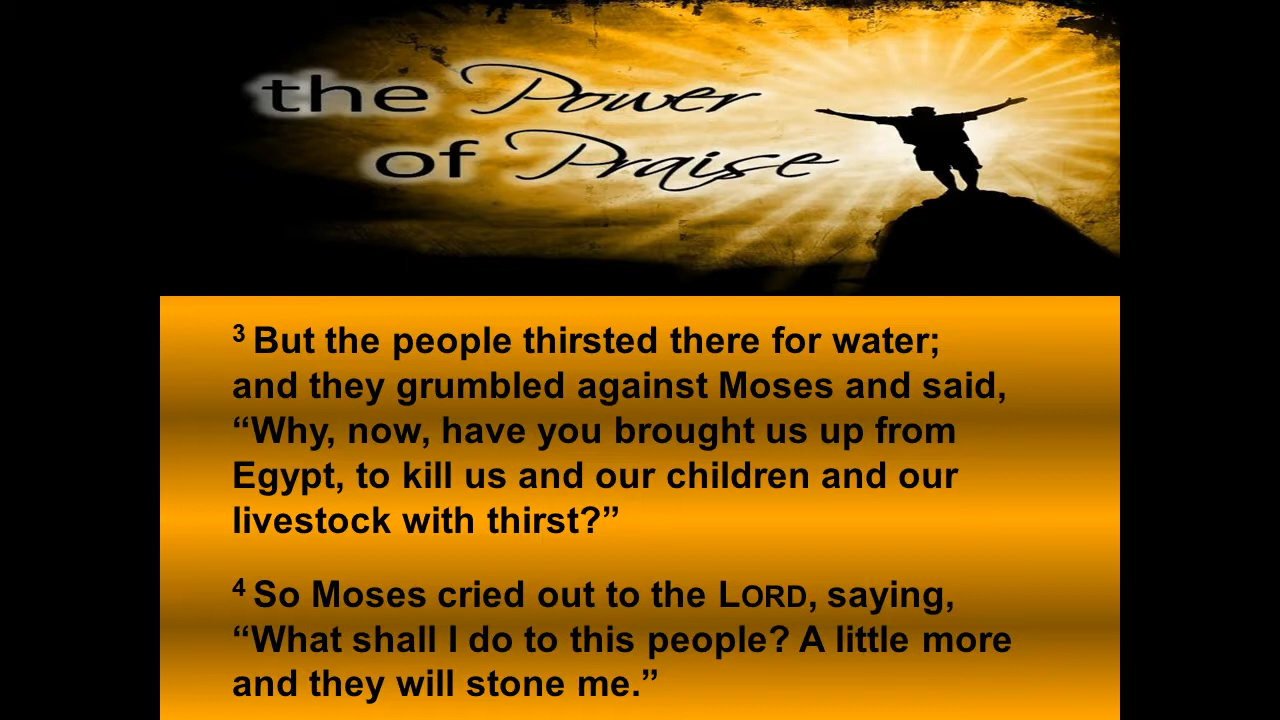 the Power
of Praise
3 But the people thirsted there for water;
and they grumbled against Moses and said,
“Why, now, have you brought us up from
Egypt, to kill us and our children and our
livestock with thirst?”
4 So Moses cried out to the LORD, saying,
“What shall I do to this people? A little more
and they will stone me.”